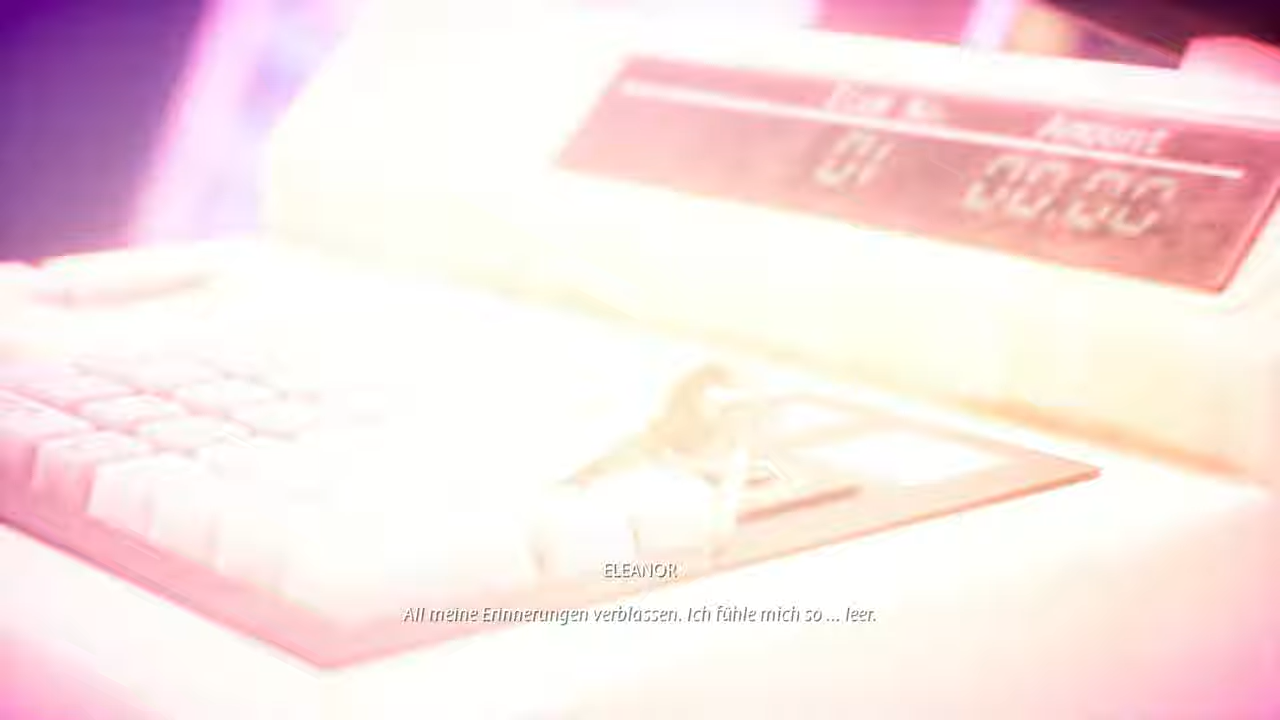 Item No.
Amount
01
00.00
ELEANOR
All meine Erinnerungen verblassen. Ich fühle mich so ... leer.